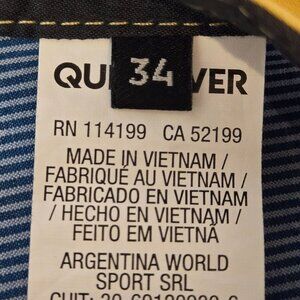 QU VER
34
RN 114199 CA 52199
MADE IN VIETNAM /
FABRIQUÉ AU VIETNAM /
FABRICADO EN VIETNAM
/ HECHO EN VIETNAM /
FEITO EM VIETNÃ
ARGENTINA WORLD
SPORT SRL